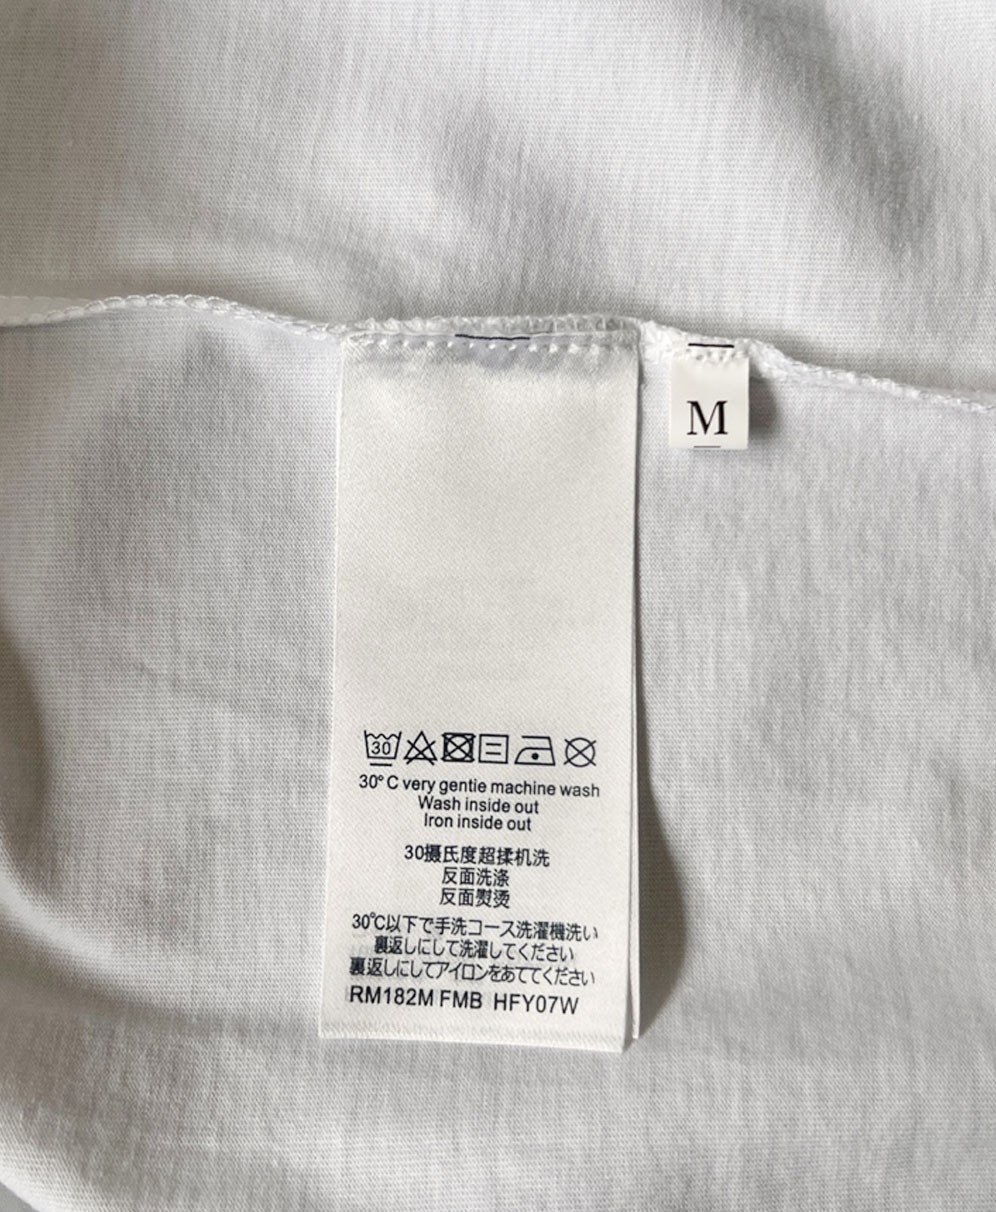 M
30
30°C very gentie machine wash
Wash inside out
Iron inside out
30摄氏度超揉机洗
反面洗涤
反面熨烫
30℃以下で手洗コース洗濯機洗い
裏返しにして洗濯してください
裏返しにしてアイロンをあててください
RM182M FMB HFY07W